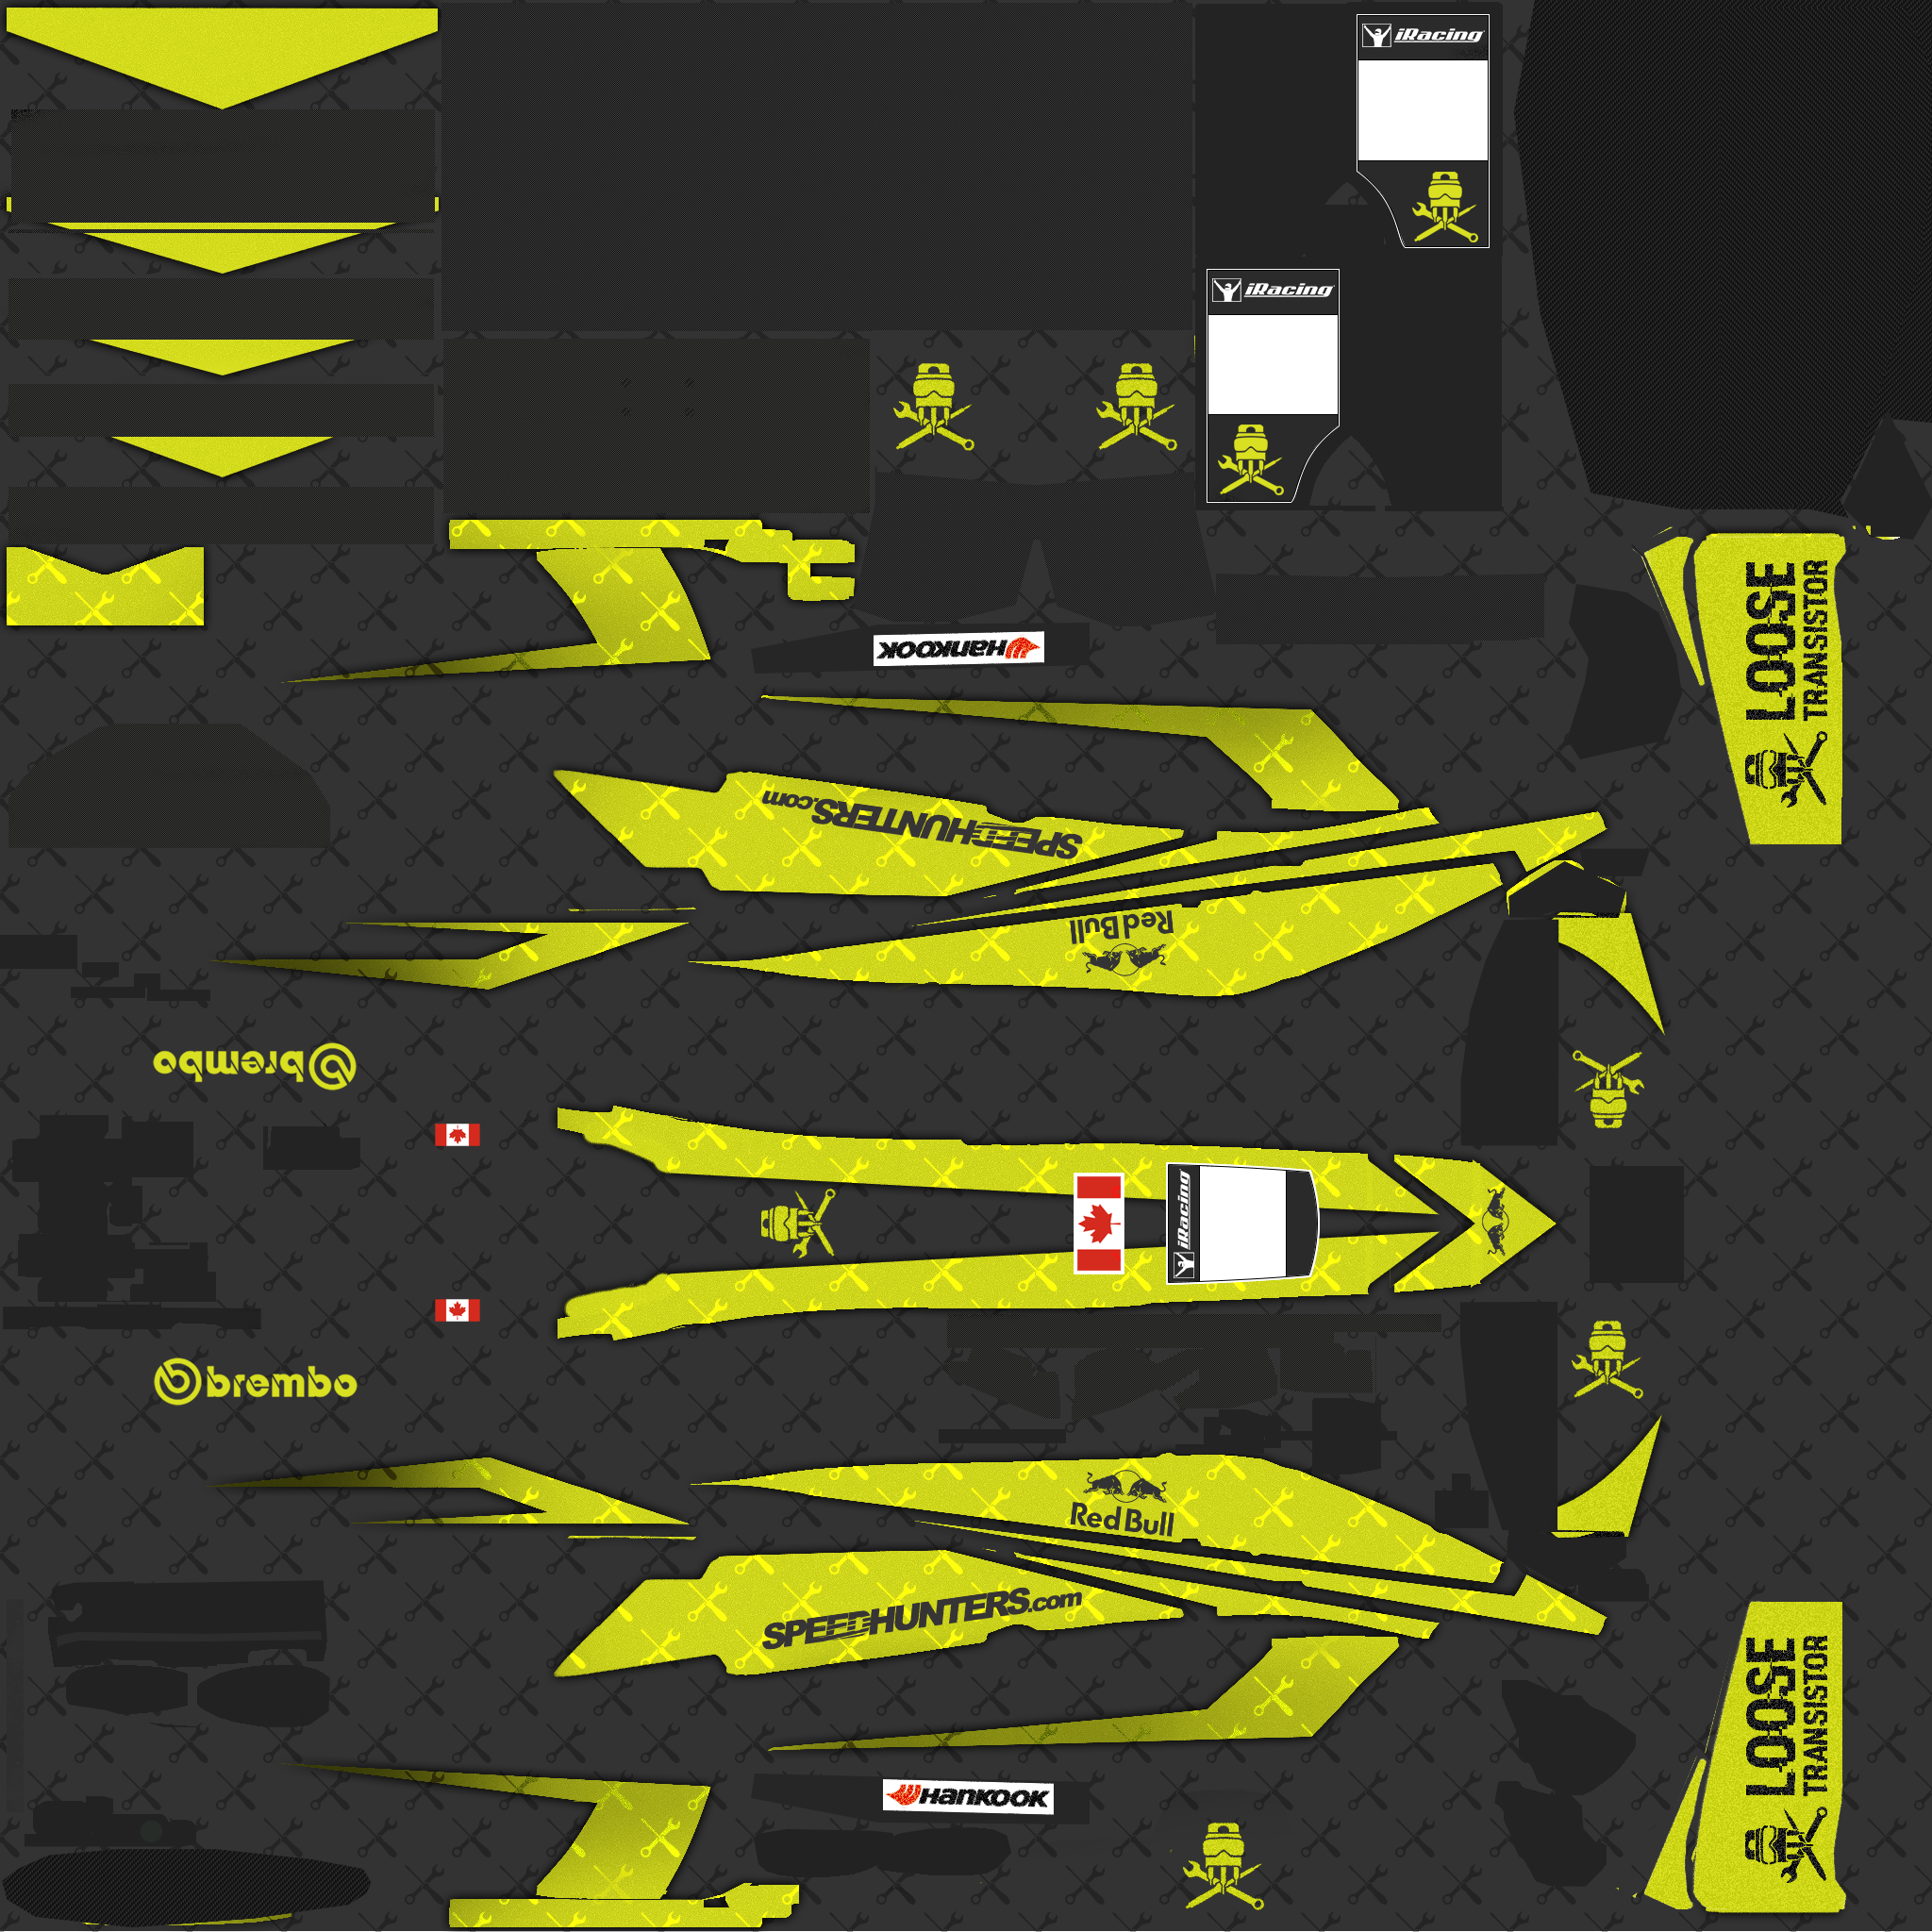 iRacing
iRacing
HANKOOK
LOOSE
TRANSISTOR
SPEEDHUNTERS.com
Red Bull
brembo
iRacing
brembo
Red Bull
SPEEDHUNTERS.com
LOOSE
TRANSISTOR
HANKOOK